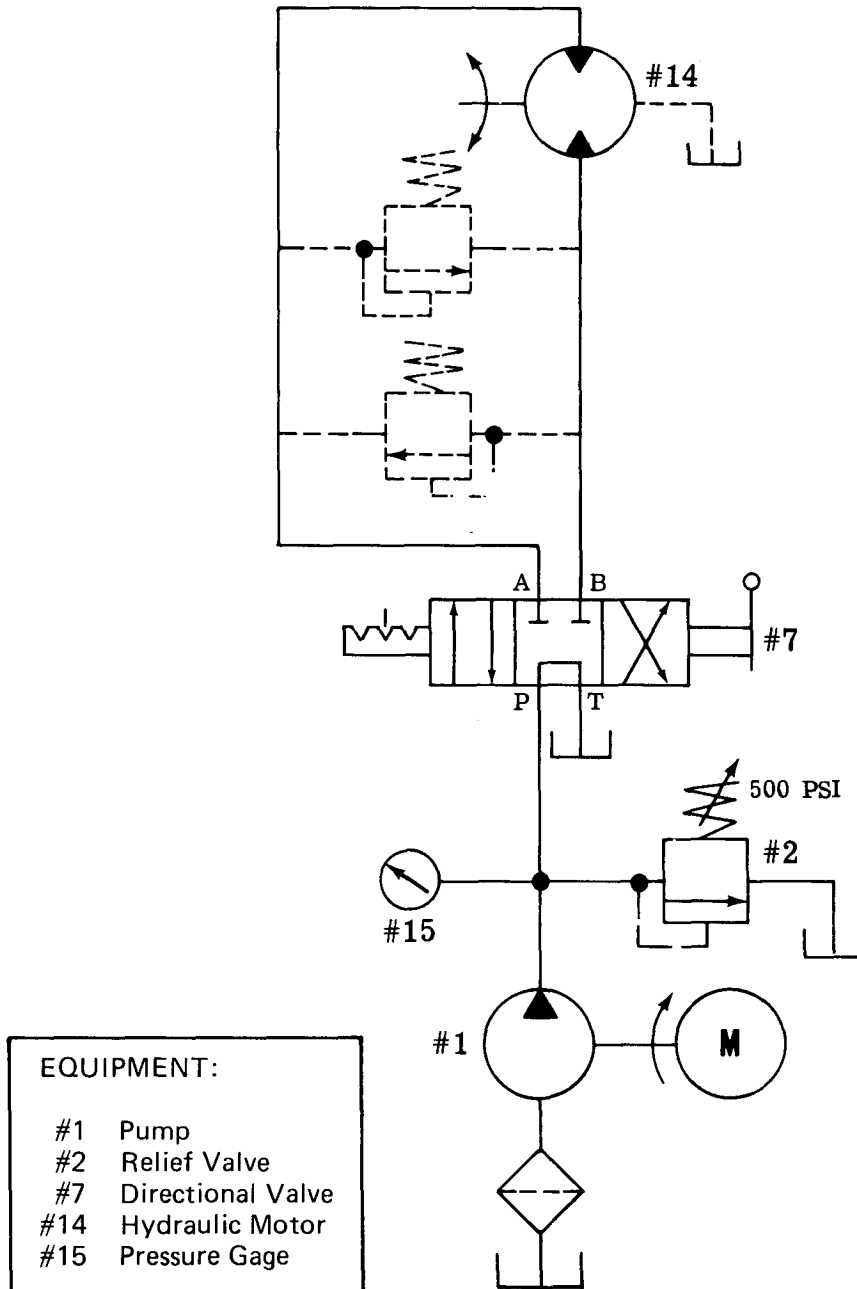 #14
A B
#7
P T
500 PSI
#2
#15
#1
M
EQUIPMENT:
#1 Pump
#2 Relief Valve
#7 Directional Valve
#14 Hydraulic Motor
#15 Pressure Gage